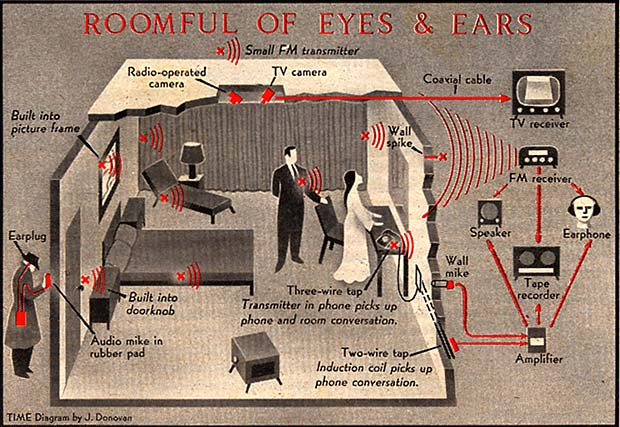 ROOMFUL OF EYES & EARS
Small FM transmitter
Radio-operated
camera
TV camera
Coaxial cable
TV receiver
Built into
picture frame
Wall
spike
FM receiver
Speaker
Earphone
Earplug
Wall
mike
Tape
recorder
Built into
doorknob
Three-wire tap
Transmitter in phone picks up
phone and room conversation.
Audio mike in
rubber pad
Two-wire tap
Induction coil picks up
phone conversation.
Amplifier
TIME Diagram by J. Donovan